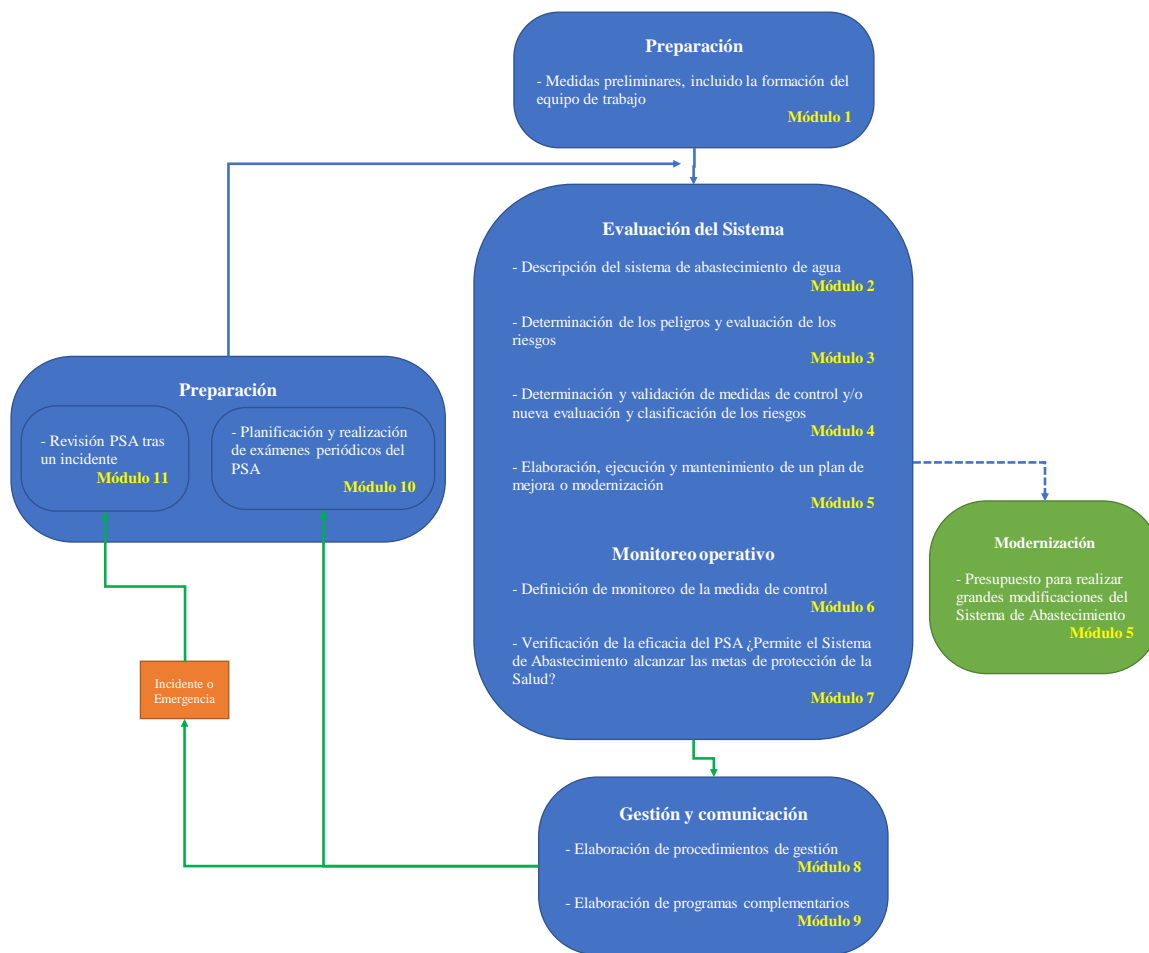 Preparación
- Medidas preliminares, incluido la formación del
equipo de trabajo
Módulo 1
Evaluación del Sistema
- Descripción del sistema de abastecimiento de agua
Módulo 2
- Determinación de los peligros y evaluación de los
riesgos
Módulo 3
- Determinación y validación de medidas de control y/o
nueva evaluación y clasificación de los riesgos
Módulo 4
- Elaboración, ejecución y mantenimiento de un plan de
mejora o modernización
Módulo 5
Monitoreo operativo
- Definición de monitoreo de la medida de control
Módulo 6
- Verificación de la eficacia del PSA ¿Permite el Sistema
de Abastecimiento alcanzar las metas de protección de la
Salud?
Módulo 7
Preparación
- Revisión PSA tras
un incidente
Módulo 11
- Planificación y realización
de exámenes periódicos del
PSA
Módulo 10
Modernización
- Presupuesto para realizar
grandes modificaciones del
Sistema de Abastecimiento
Módulo 5
Incidente o
Emergencia
Gestión y comunicación
- Elaboración de procedimientos de gestión
Módulo 8
- Elaboración de programas complementarios
Módulo 9